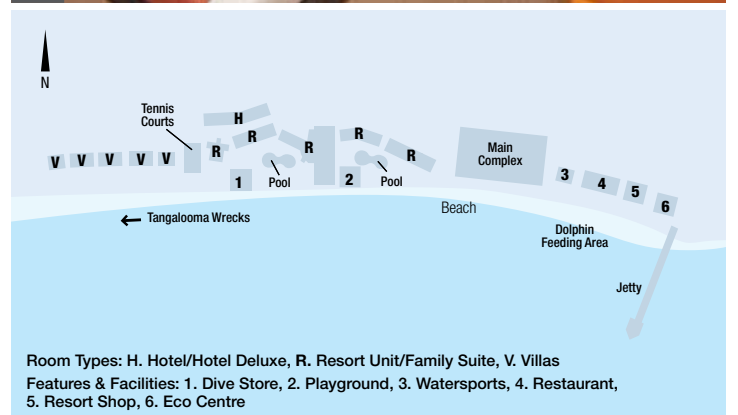 N
Tennis
Courts
H
R
R
R
R
R
V V V V V
Main
Complex
1
Pool
2
Pool
3
4
5
6
Beach
← Tangalooma Wrecks
Dolphin
Feeding Area
Jetty
Room Types: H. Hotel/Hotel Deluxe, R. Resort Unit/Family Suite, V. Villas
Features & Facilities: 1. Dive Store, 2. Playground, 3. Watersports, 4. Restaurant,
5. Resort Shop, 6. Eco Centre